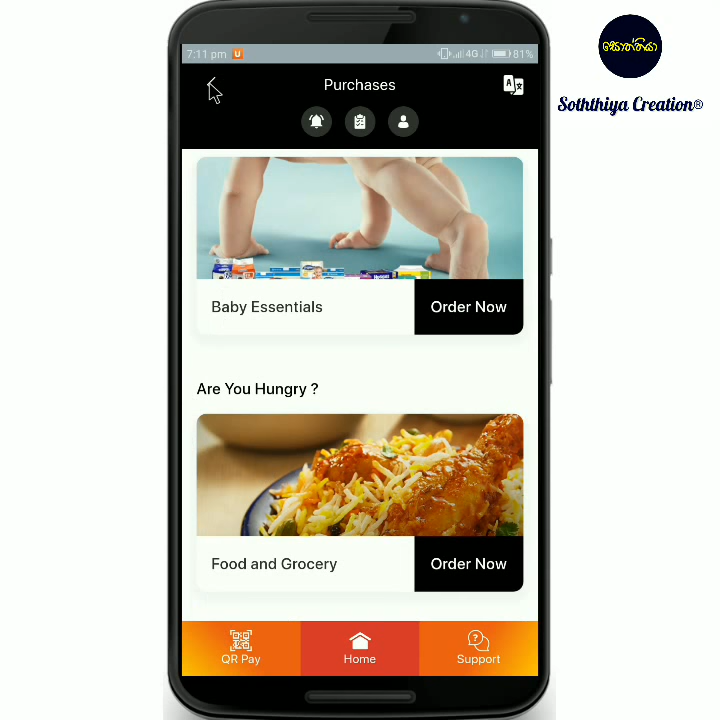 7:11 pm
4G
81%
සොත්තියා
Soththiya Creation®
Purchases
Baby Essentials
Order Now
Are You Hungry ?
Food and Grocery
Order Now
QR Pay
Home
Support